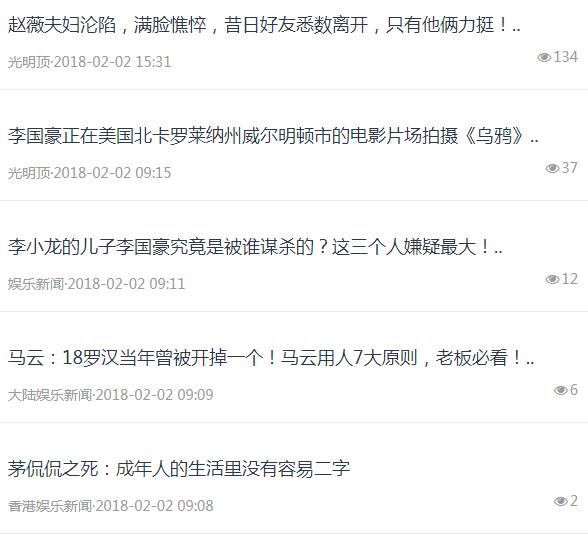 赵薇夫妇沦陷，满脸憔悴，昔日好友悉数离开，只有他俩力挺！..
光明顶·2018-02-02 15:31
134
李国豪正在美国北卡罗莱纳州威尔明顿市的电影片场拍摄《乌鸦》..
光明顶·2018-02-02 09:15
37
李小龙的儿子李国豪究竟是被谁谋杀的？这三个人嫌疑最大！..
娱乐新闻·2018-02-02 09:11
12
马云：18罗汉当年曾被开掉一个！马云用人7大原则，老板必看！..
大陆娱乐新闻·2018-02-02 09:09
6
茅侃侃之死：成年人的生活里没有容易二字
香港娱乐新闻·2018-02-02 09:08
2